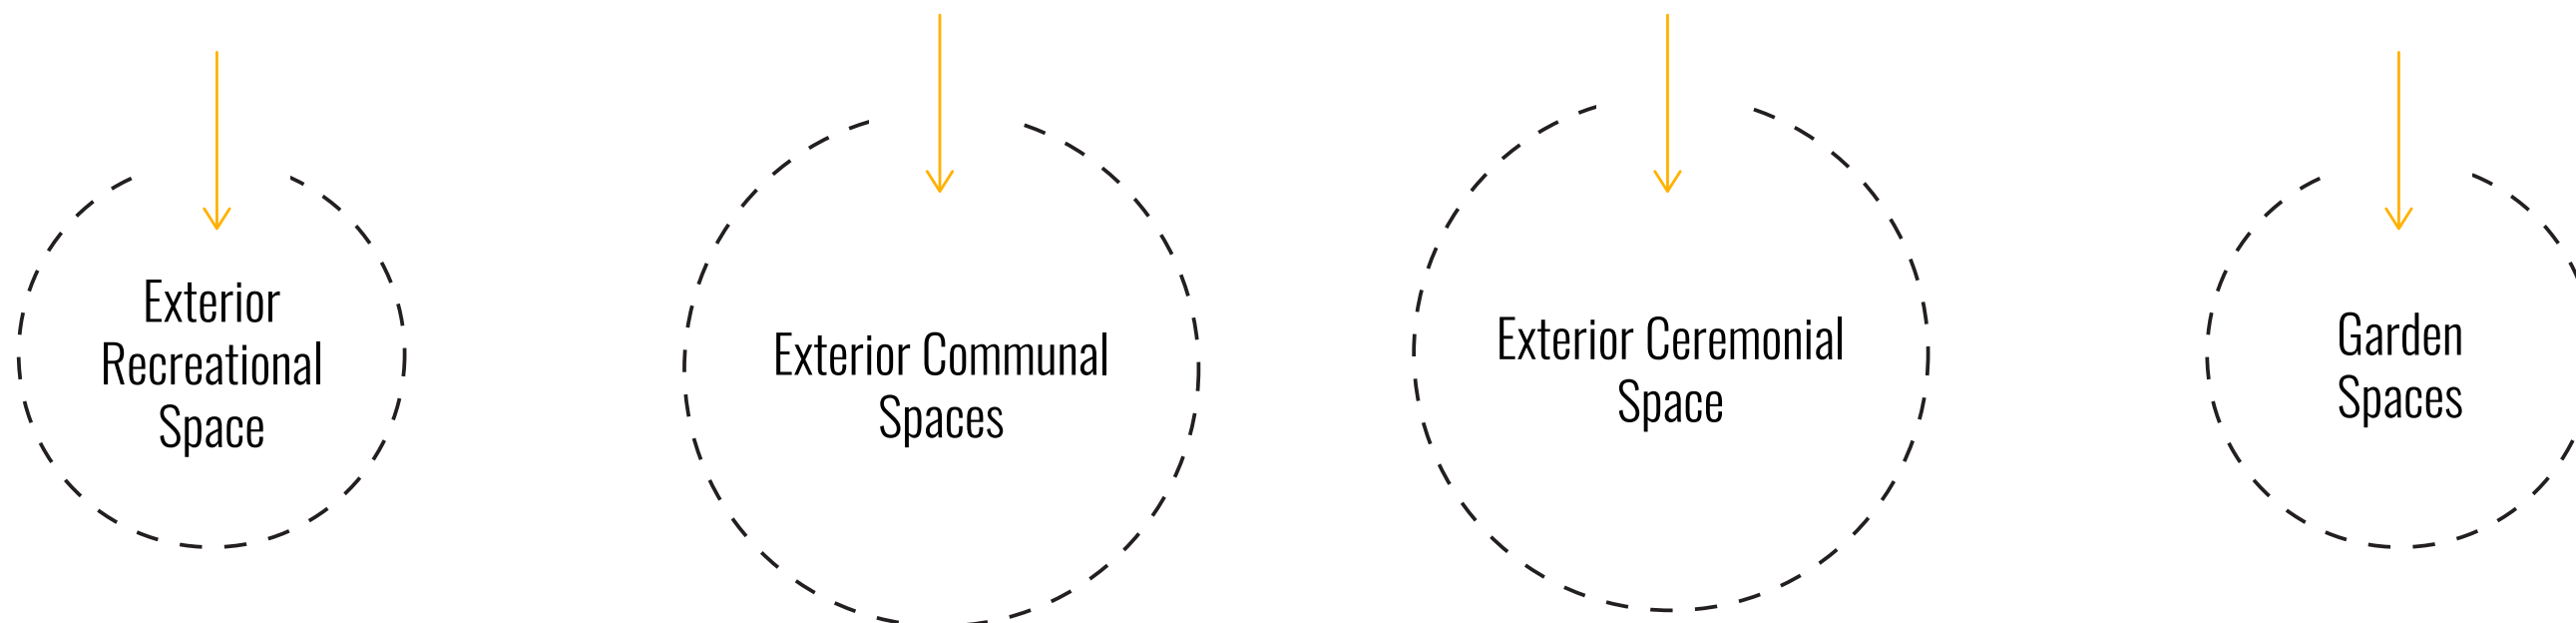 Exterior
Recreational
Space
Exterior Communal
Spaces
Exterior Ceremonial
Space
Garden
Spaces